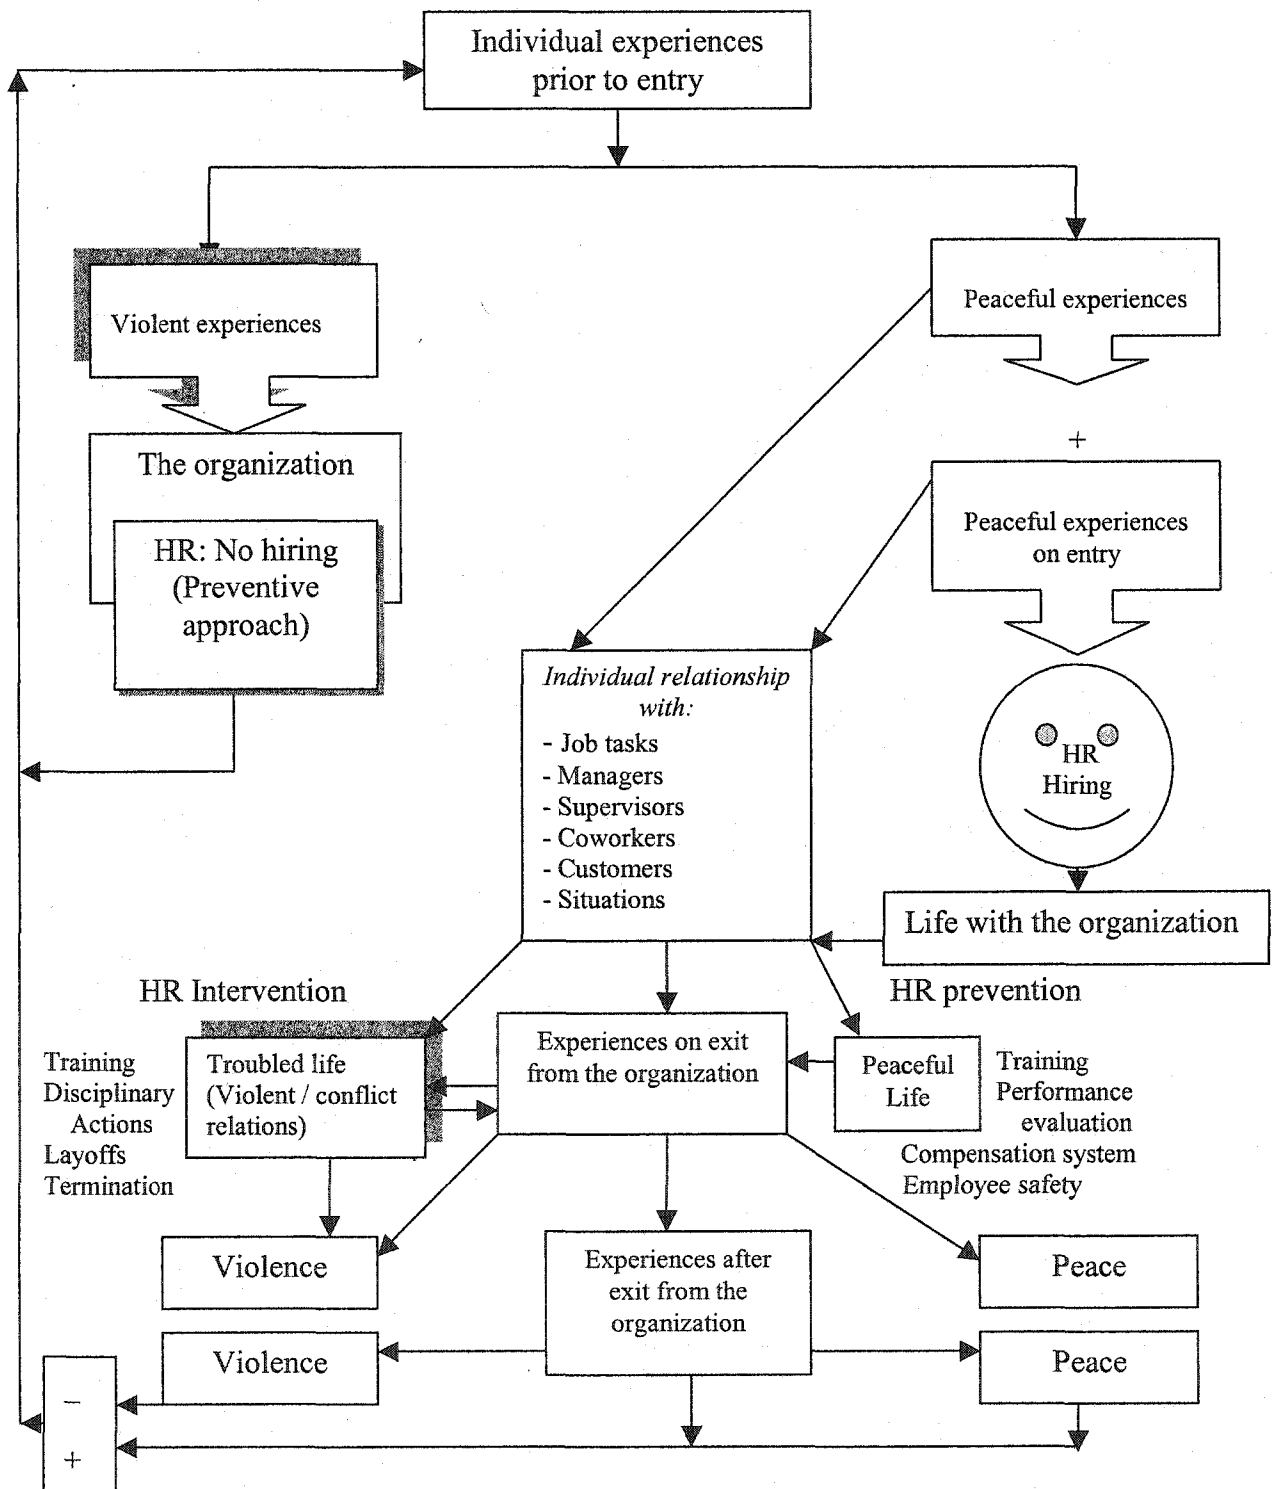 Individual experiences
prior to entry
Violent experiences
Peaceful experiences
The organization
+
HR: No hiring
(Preventive
approach)
Peaceful experiences
on entry
Individual relationship
with:
- Job tasks
- Managers
- Supervisors
- Coworkers
- Customers
- Situations
HR
Hiring
Life with the organization
HR Intervention
HR prevention
Training
Disciplinary
Actions
Layoffs
Termination
Troubled life
(Violent / conflict
relations)
Experiences on exit
from the organization
Peaceful
Life
Training
Performance
evaluation
Compensation system
Employee safety
Violence
Experiences after
exit from the
organization
Peace
Violence
Peace
−
+